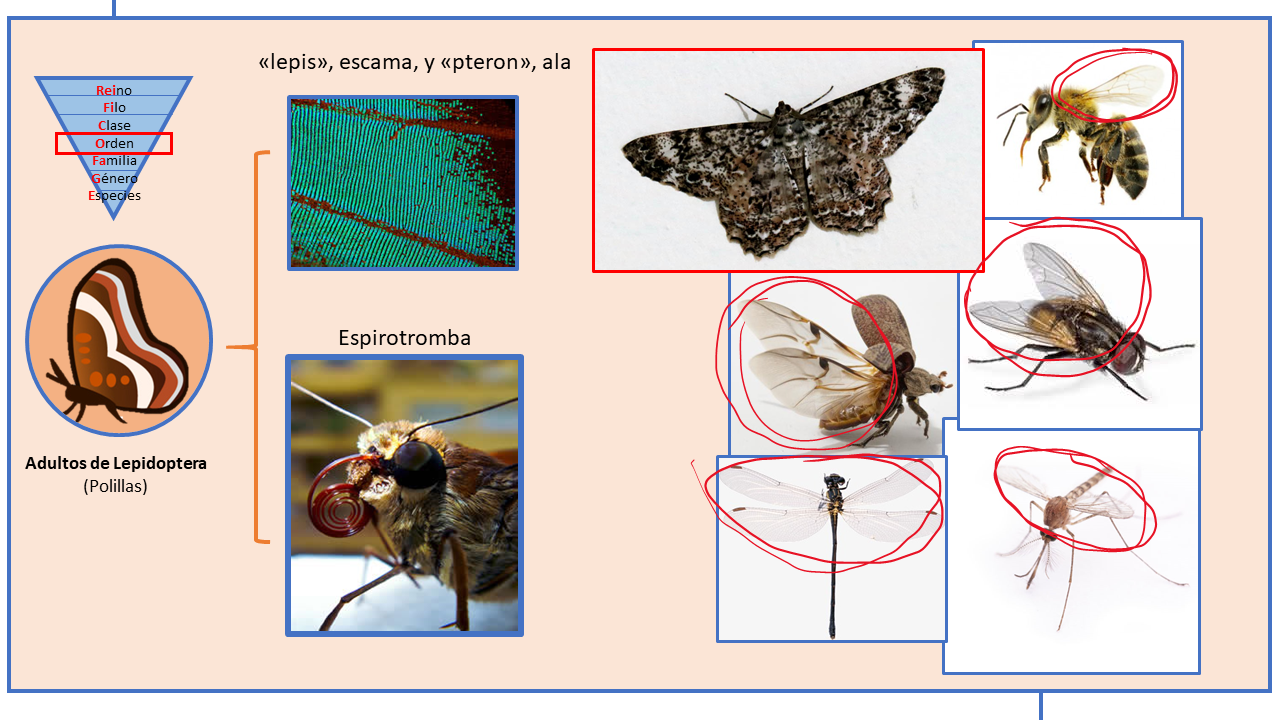 «lepis», escama, y «pteron», ala
Reino
Filo
Clase
Orden
Familia
Género
Especies
Espirotromba
Adultos de Lepidoptera
(Polillas)